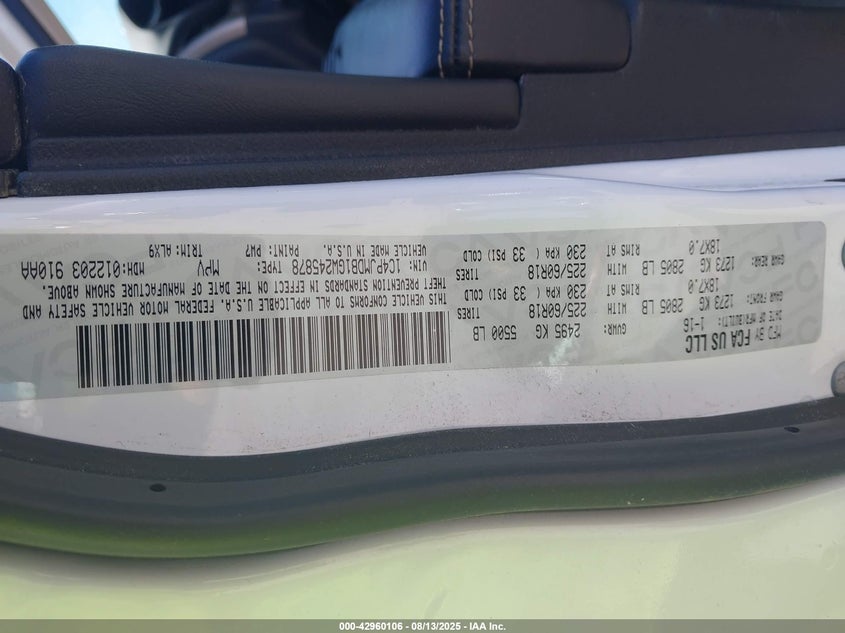 MFD BY FCA US LLC
DATE OF MFR/BUILT: 1-16
GVWR: 2495 KG 5500 LB
GAWR FRONT: 1273 KG 2805 LB WITH TIRES 225/60R18
RIMS AT 18X7.0 230 KPA ( 33 PSI) COLD
GAWR REAR: 1273 KG 2805 LB WITH TIRES 225/60R18
RIMS AT 18X7.0 230 KPA ( 33 PSI) COLD
THIS VEHICLE CONFORMS TO ALL APPLICABLE U.S.A. FEDERAL MOTOR VEHICLE SAFETY AND
THEFT PREVENTION STANDARDS IN EFFECT ON THE DATE OF MANUFACTURE SHOWN ABOVE.
VIN: 1C4PJMDB1GW245878 TYPE: MPV MDH:012203 910AA
VEHICLE MADE IN U.S.A. PAINT: PW7 TRIM: ALX9
000-42960106 - 08/13/2025 - IAA Inc.